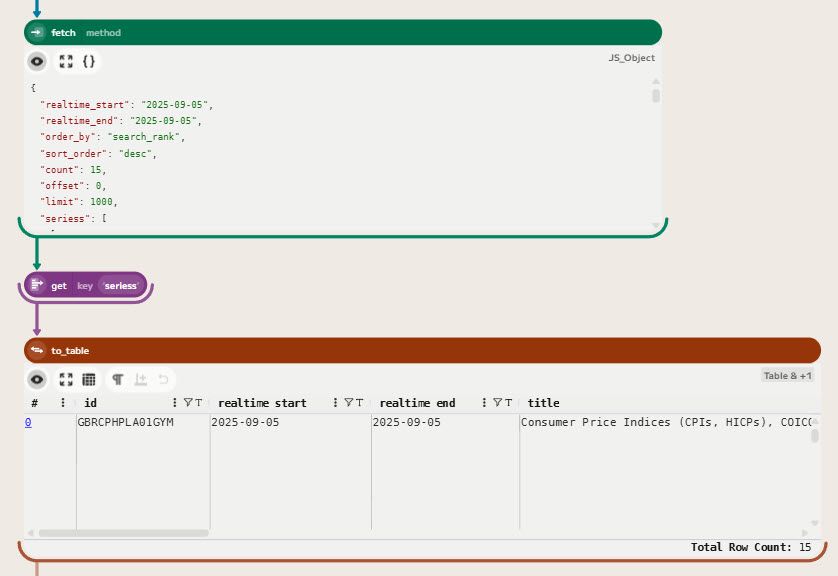 fetch method
JS_Object
{
"realtime_start": "2025-09-05",
"realtime_end": "2025-09-05",
"order_by": "search_rank",
"sort_order": "desc",
"count": 15,
"offset": 0,
"limit": 1000,
"seriess": [
get key 'serless'
to_table
Table & +1
# id realtime start realtime end title
0 GBRCPHPLA01GYM 2025-09-05 2025-09-05 Consumer Price Indices (CPIs, HICPs), COICO
Total Row Count: 15